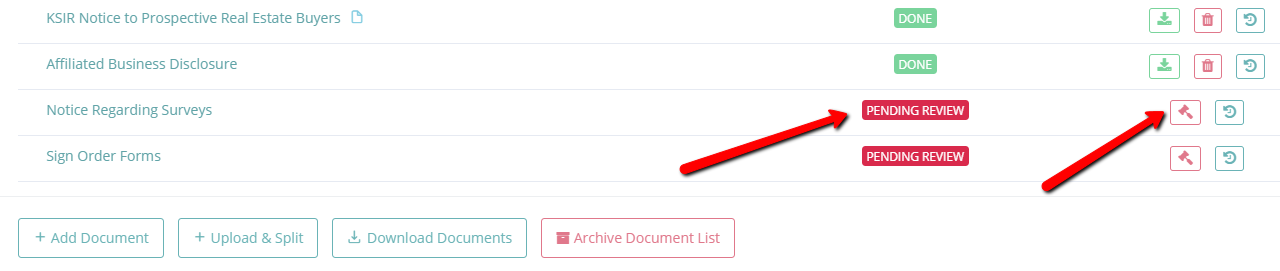 KSIR Notice to Prospective Real Estate Buyers DONE
Affiliated Business Disclosure DONE
Notice Regarding Surveys PENDING REVIEW
Sign Order Forms PENDING REVIEW
+ Add Document + Upload & Split Download Documents Archive Document List